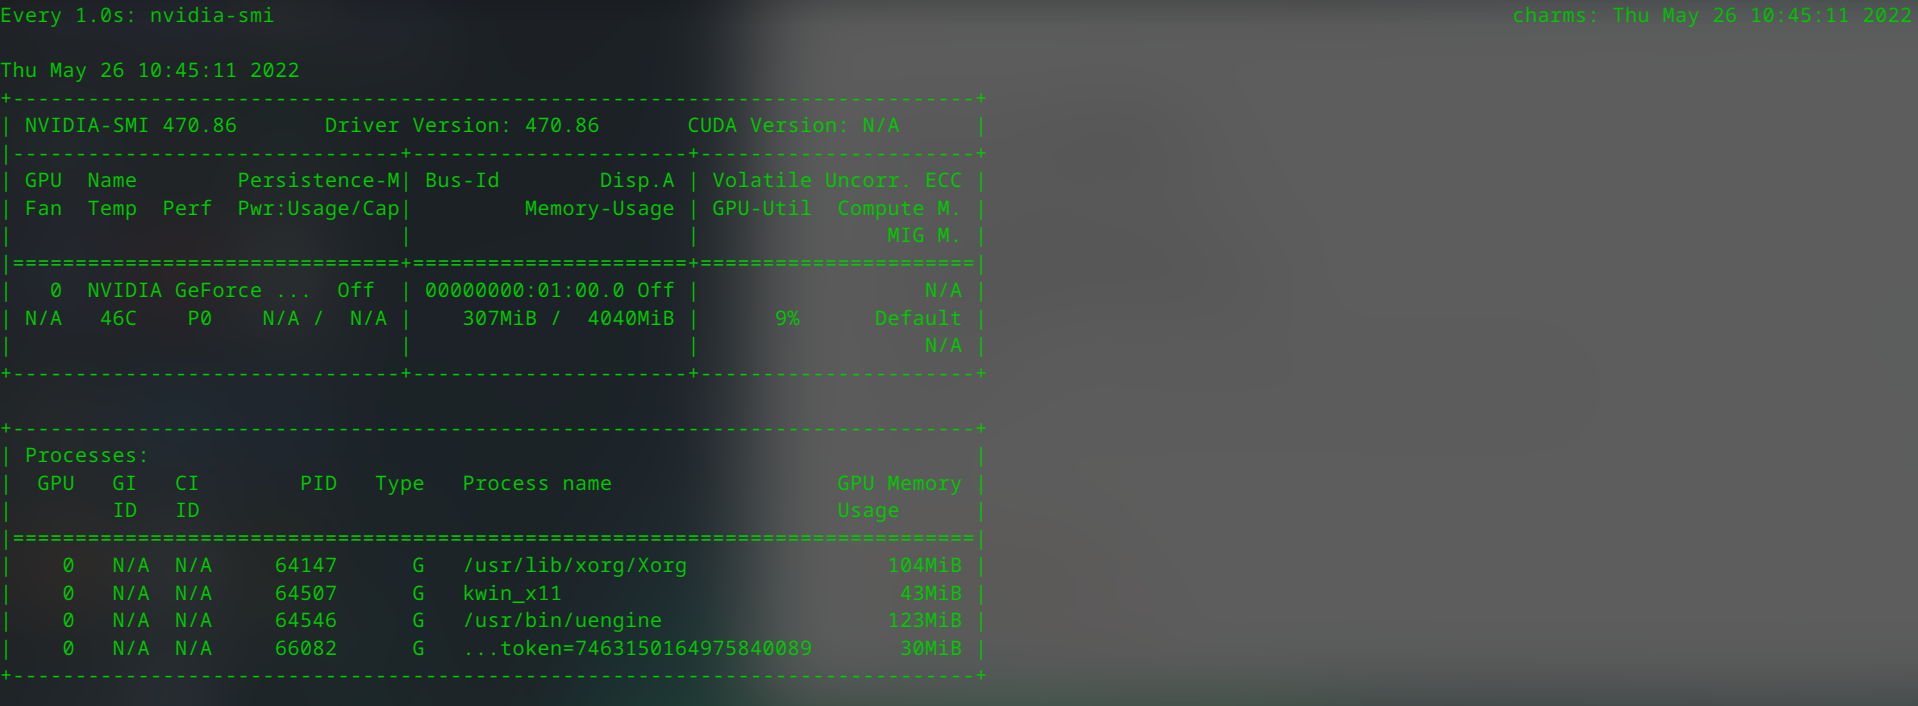 Every 1.0s: nvidia-smi                                                                                                   charms: Thu May 26 10:45:11 2022

Thu May 26 10:45:11 2022
+-----------------------------------------------------------------------------+
| NVIDIA-SMI 470.86       Driver Version: 470.86       CUDA Version: N/A      |
|-------------------------------+----------------------+----------------------+
| GPU  Name        Persistence-M| Bus-Id        Disp.A | Volatile Uncorr. ECC |
| Fan  Temp  Perf  Pwr:Usage/Cap|         Memory-Usage | GPU-Util  Compute M. |
|                               |                      |               MIG M. |
|===============================+======================+======================|
|   0  NVIDIA GeForce ...  Off  | 00000000:01:00.0 Off |                  N/A |
| N/A   46C    P0    N/A /  N/A |    307MiB /  4040MiB |      9%      Default |
|                               |                      |                  N/A |
+-------------------------------+----------------------+----------------------+

+-----------------------------------------------------------------------------+
| Processes:                                                                  |
|  GPU   GI   CI        PID   Type   Process name                  GPU Memory |
|        ID   ID                                                   Usage      |
|=============================================================================|
|    0   N/A  N/A     64147      G   /usr/lib/xorg/Xorg                104MiB |
|    0   N/A  N/A     64507      G   kwin_x11                           43MiB |
|    0   N/A  N/A     64546      G   /usr/bin/uengine                  123MiB |
|    0   N/A  N/A     66082      G   ...token=7463150164975840089       30MiB |
+-----------------------------------------------------------------------------+